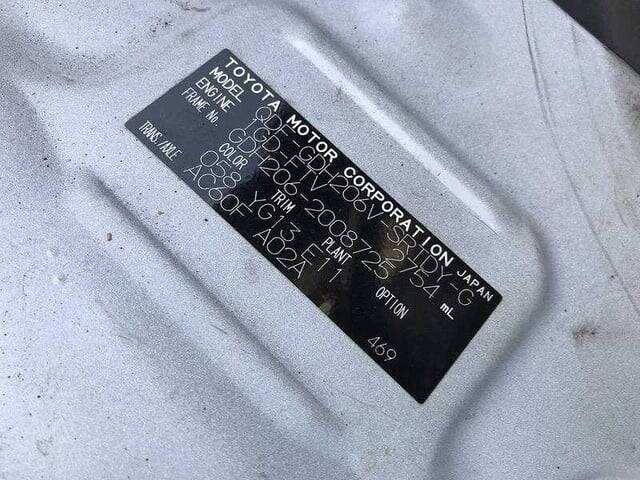 TOYOTA MOTOR CORPORATION JAPAN
MODEL QDF-GDH206V-SRTDY-G
ENGINE 1GD-FTV 2754 mL
FRAME No. GDH206-2008725
COLOR TRIM PLANT OPTION
058 YG13 E11
TRANS./AXLE AC60F A02A
469